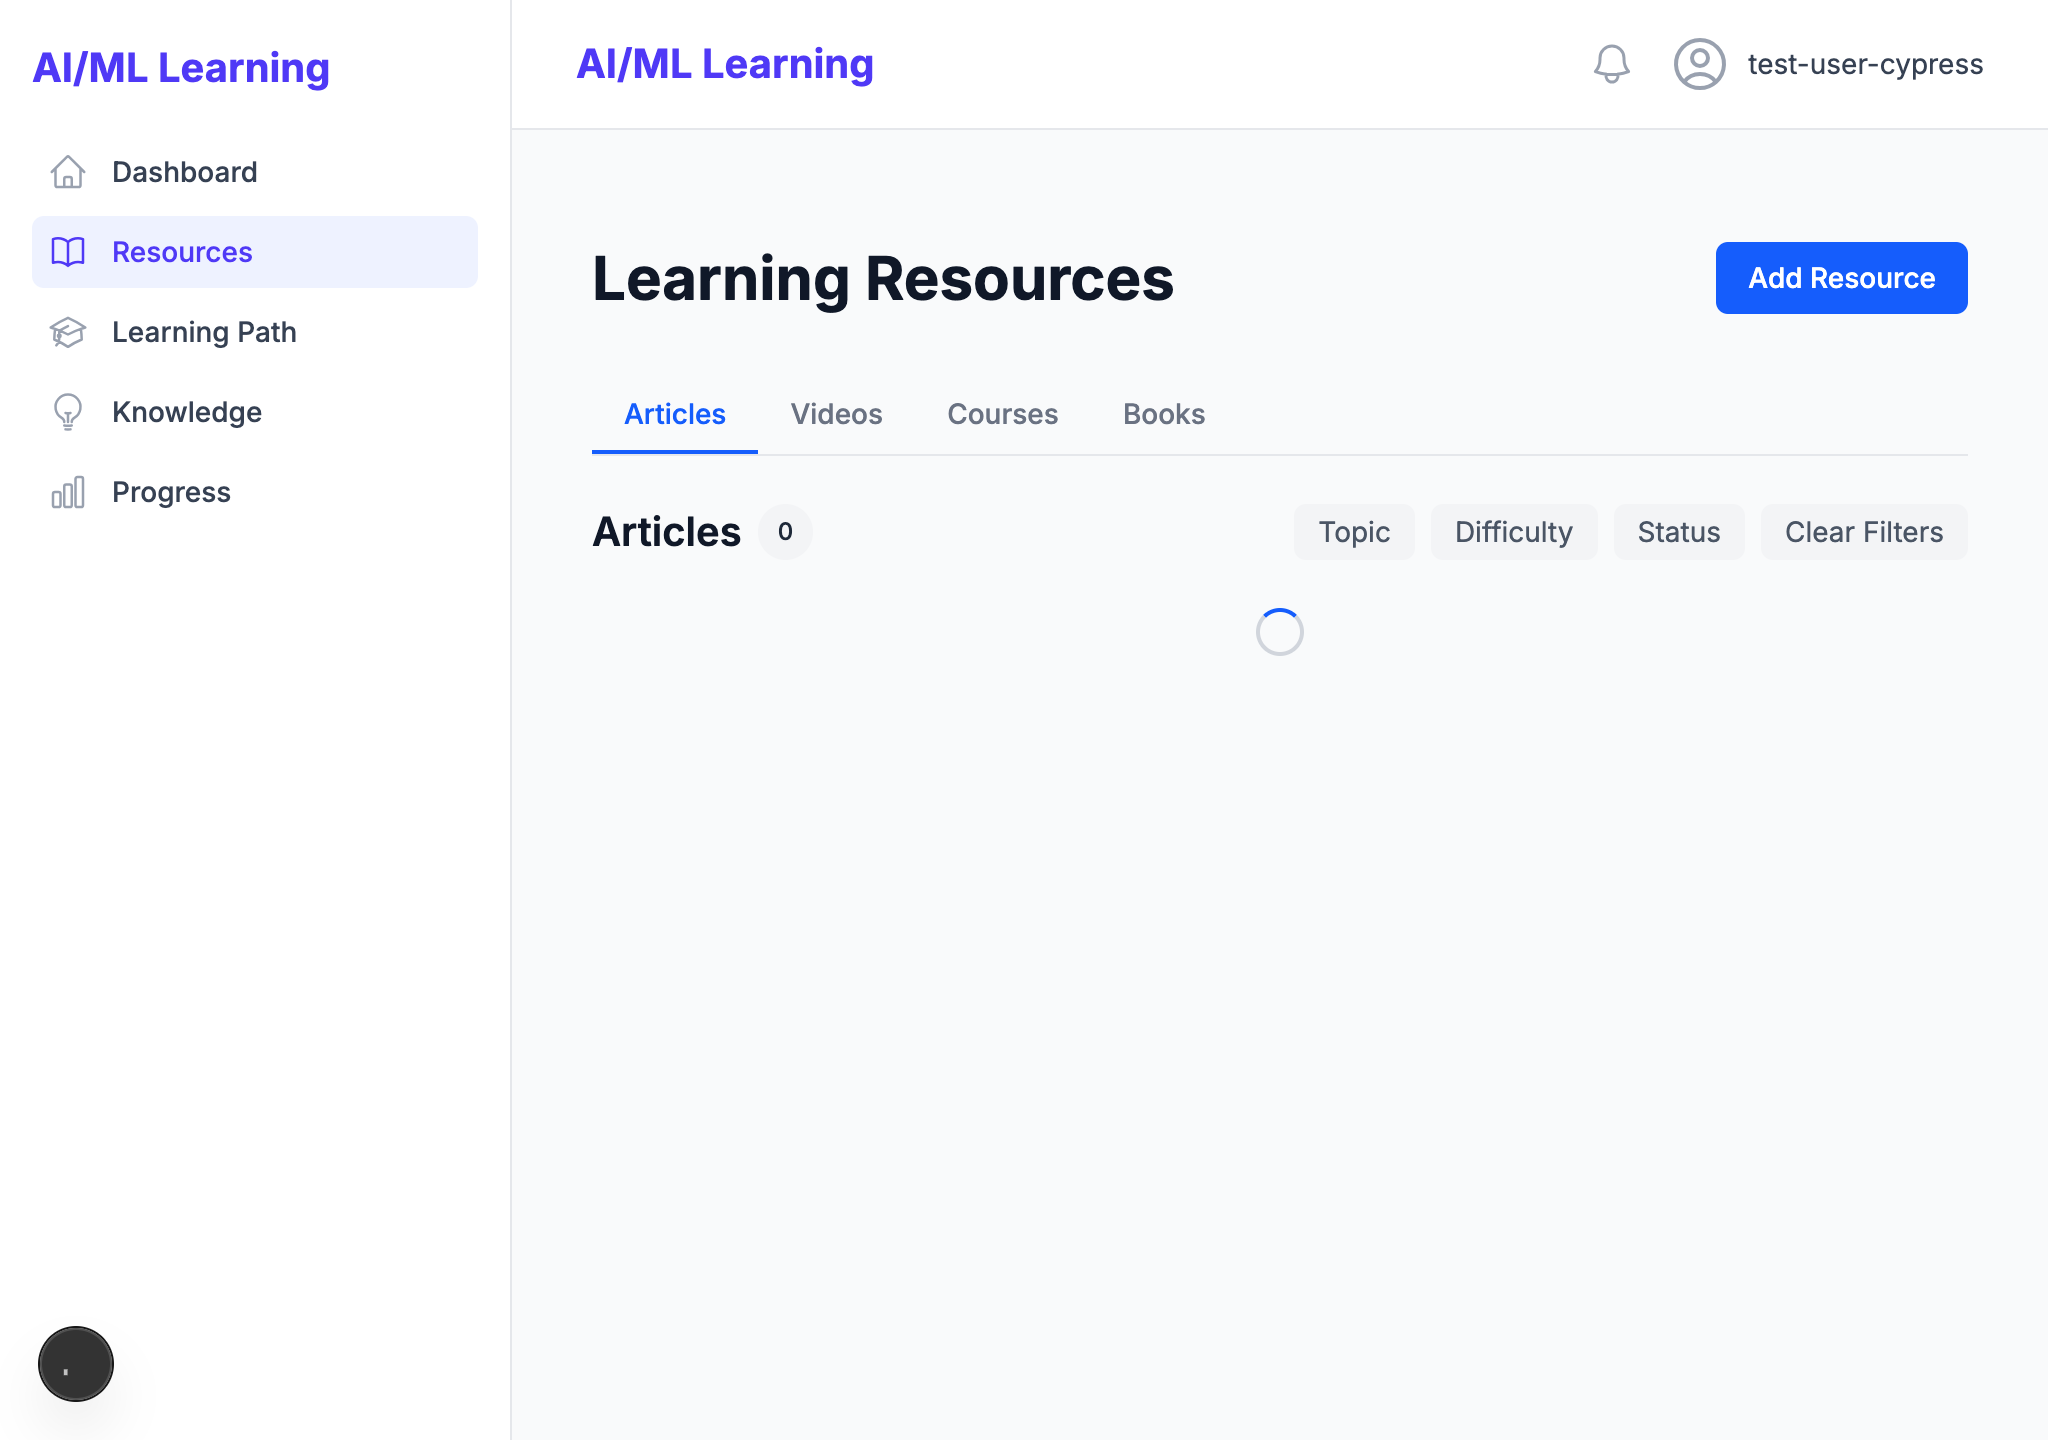 AI/ML Learning
Dashboard
Resources
Learning Path
Knowledge
Progress
AI/ML Learning
test-user-cypress
Learning Resources
Add Resource
Articles Videos Courses Books
Articles 0
Topic Difficulty Status Clear Filters